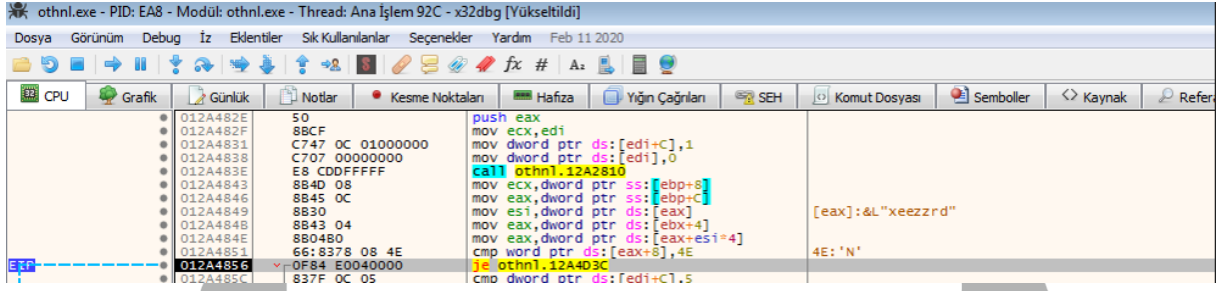 othnl.exe - PID: EA8 - Modül: othnl.exe - Thread: Ana İşlem 92C - x32dbg [Yükseltildi]
Dosya Görünüm Debug İz Eklentiler Sık Kullanılanlar Seçenekler Yardım Feb 11 2020
fx # Az
CPU Grafik Günlük Notlar Kesme Noktaları Hafıza Yığın Çağrıları SEH Komut Dosyası Semboller Kaynak Refera
012A482E 50 push eax
012A482F 8BCF mov ecx,edi
012A4831 C747 0C 01000000 mov dword ptr ds:[edi+C],1
012A4838 C707 00000000 mov dword ptr ds:[edi],0
012A483E E8 CDDFFFFF call othnl.12A2810
012A4843 8B4D 08 mov ecx,dword ptr ss:[ebp+8]
012A4846 8B45 0C mov eax,dword ptr ss:[ebp+C]
012A4849 8B30 mov esi,dword ptr ds:[eax] [eax]:&L"xeezzrd"
012A484B 8B43 04 mov eax,dword ptr ds:[ebx+4]
012A484E 8B04B0 mov eax,dword ptr ds:[eax+esi*4]
012A4851 66:8378 08 4E cmp word ptr ds:[eax+8],4E 4E:'N'
EIP 012A4856 0F84 E0040000 je othnl.12A4D3C
012A485C 837F 0C 05 cmp dword ptr ds:[edi+C],5